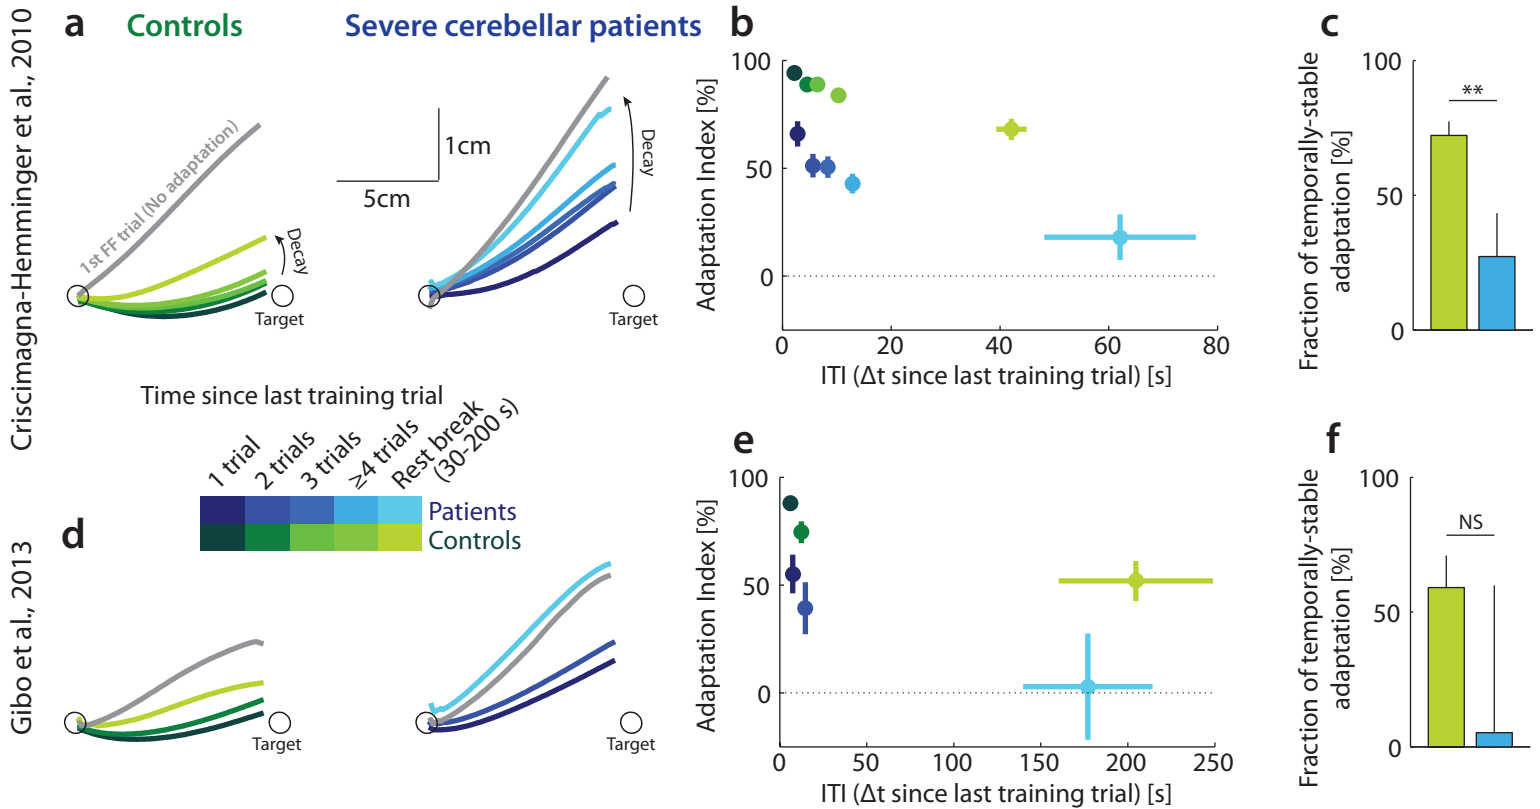 Criscimagna-Hemminger et al., 2010
a
Controls
Severe cerebellar patients
1st FF trial (No adaptation)
Decay
Target
1cm
5cm
Decay
Target
b
Adaptation Index [%]
100
50
0
0
20
40
60
80
ITI (Δt since last training trial) [s]
c
Fraction of temporally-stable
adaptation [%]
100
50
0
**
Time since last training trial
1 trial
2 trials
3 trials
≥4 trials
Rest break
(30-200 s)
Patients
Controls
Gibo et al., 2013
d
Target
Target
e
Adaptation Index [%]
100
50
0
0
50
100
150
200
250
ITI (Δt since last training trial) [s]
f
Fraction of temporally-stable
adaptation [%]
100
50
0
NS